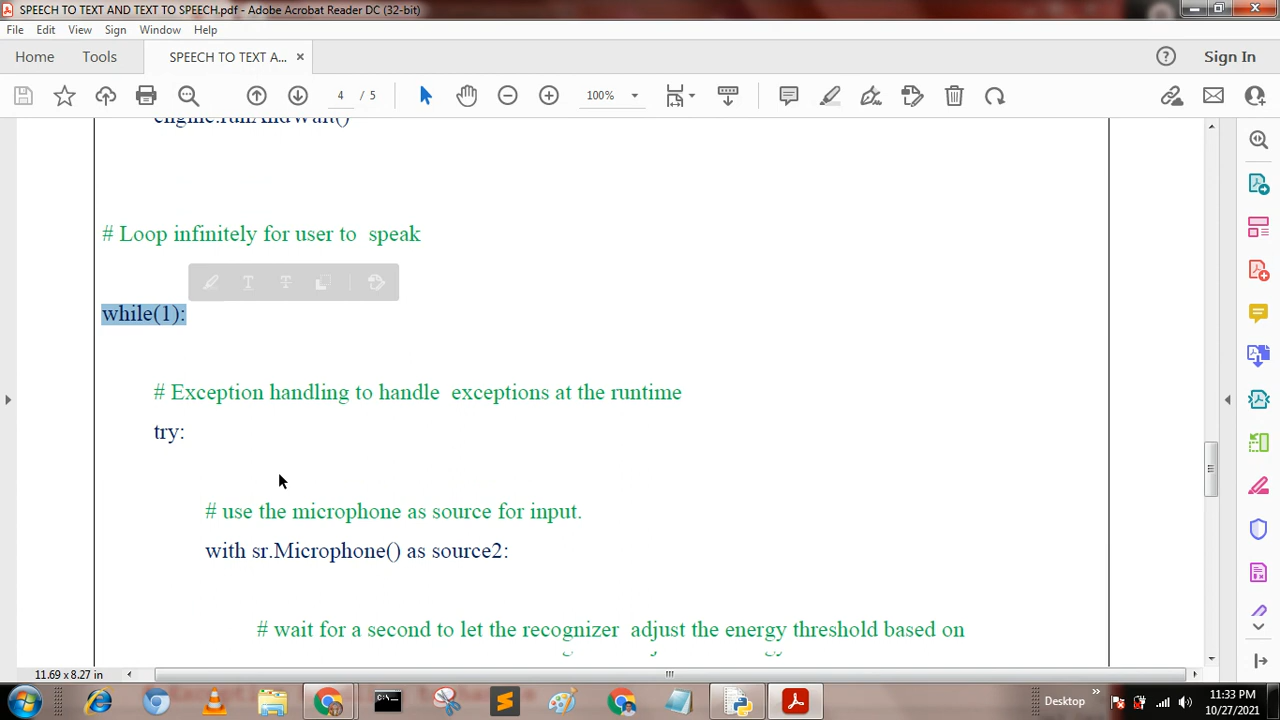 SPEECH TO TEXT AND TEXT TO SPEECH.pdf - Adobe Acrobat Reader DC (32-bit)
File Edit View Sign Window Help
Home Tools SPEECH TO TEXT A... × Sign In
4 / 5 100%
engine.runAndWait()
# Loop infinitely for user to  speak
while(1):
# Exception handling to handle  exceptions at the runtime
try:
# use the microphone as source for input.
with sr.Microphone() as source2:
# wait for a second to let the recognizer  adjust the energy threshold based on
11.69 x 8.27 in
Desktop
11:33 PM
10/27/2021